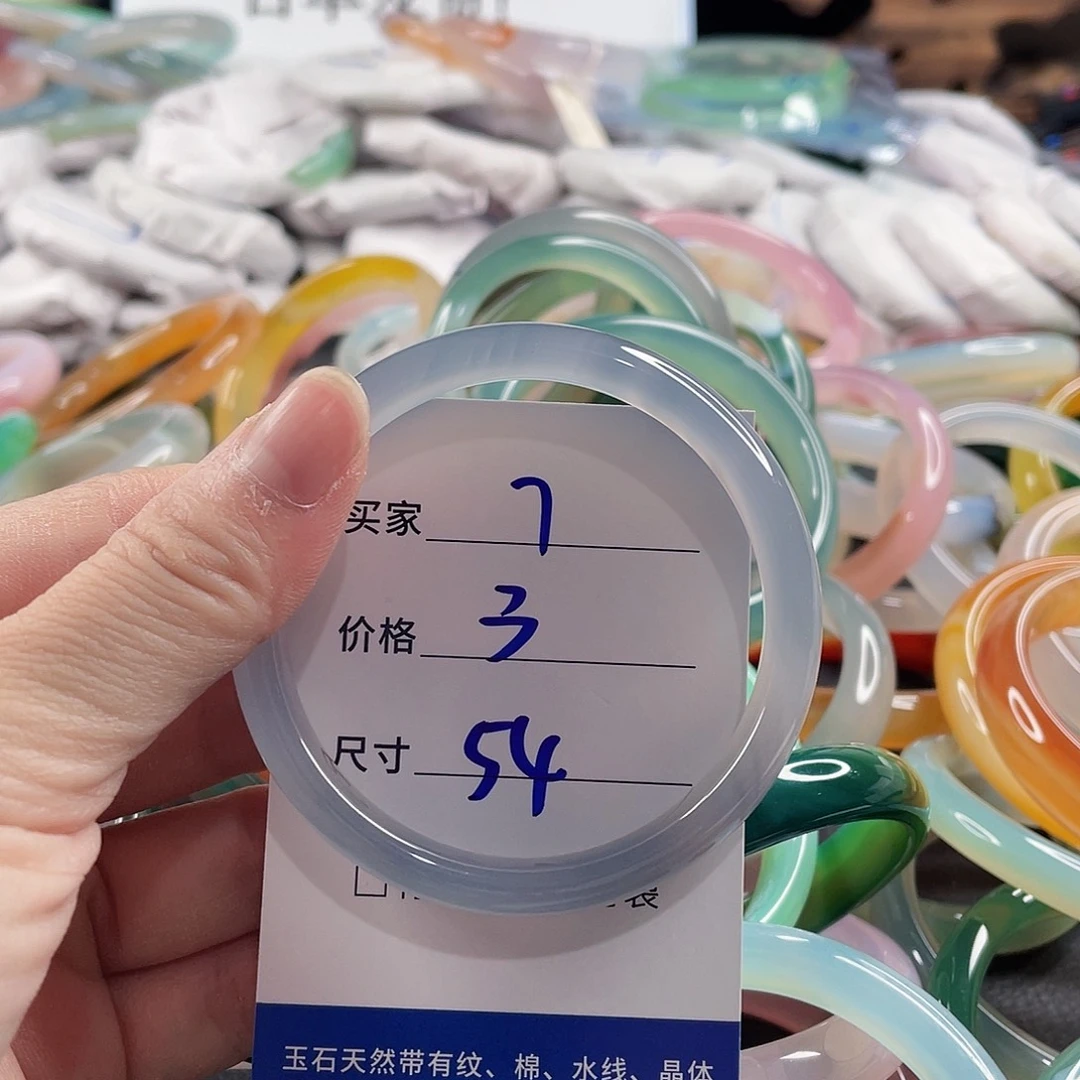 买家 7
价格 3
尺寸 54
袋
玉石天然带有纹、棉、水线、晶体